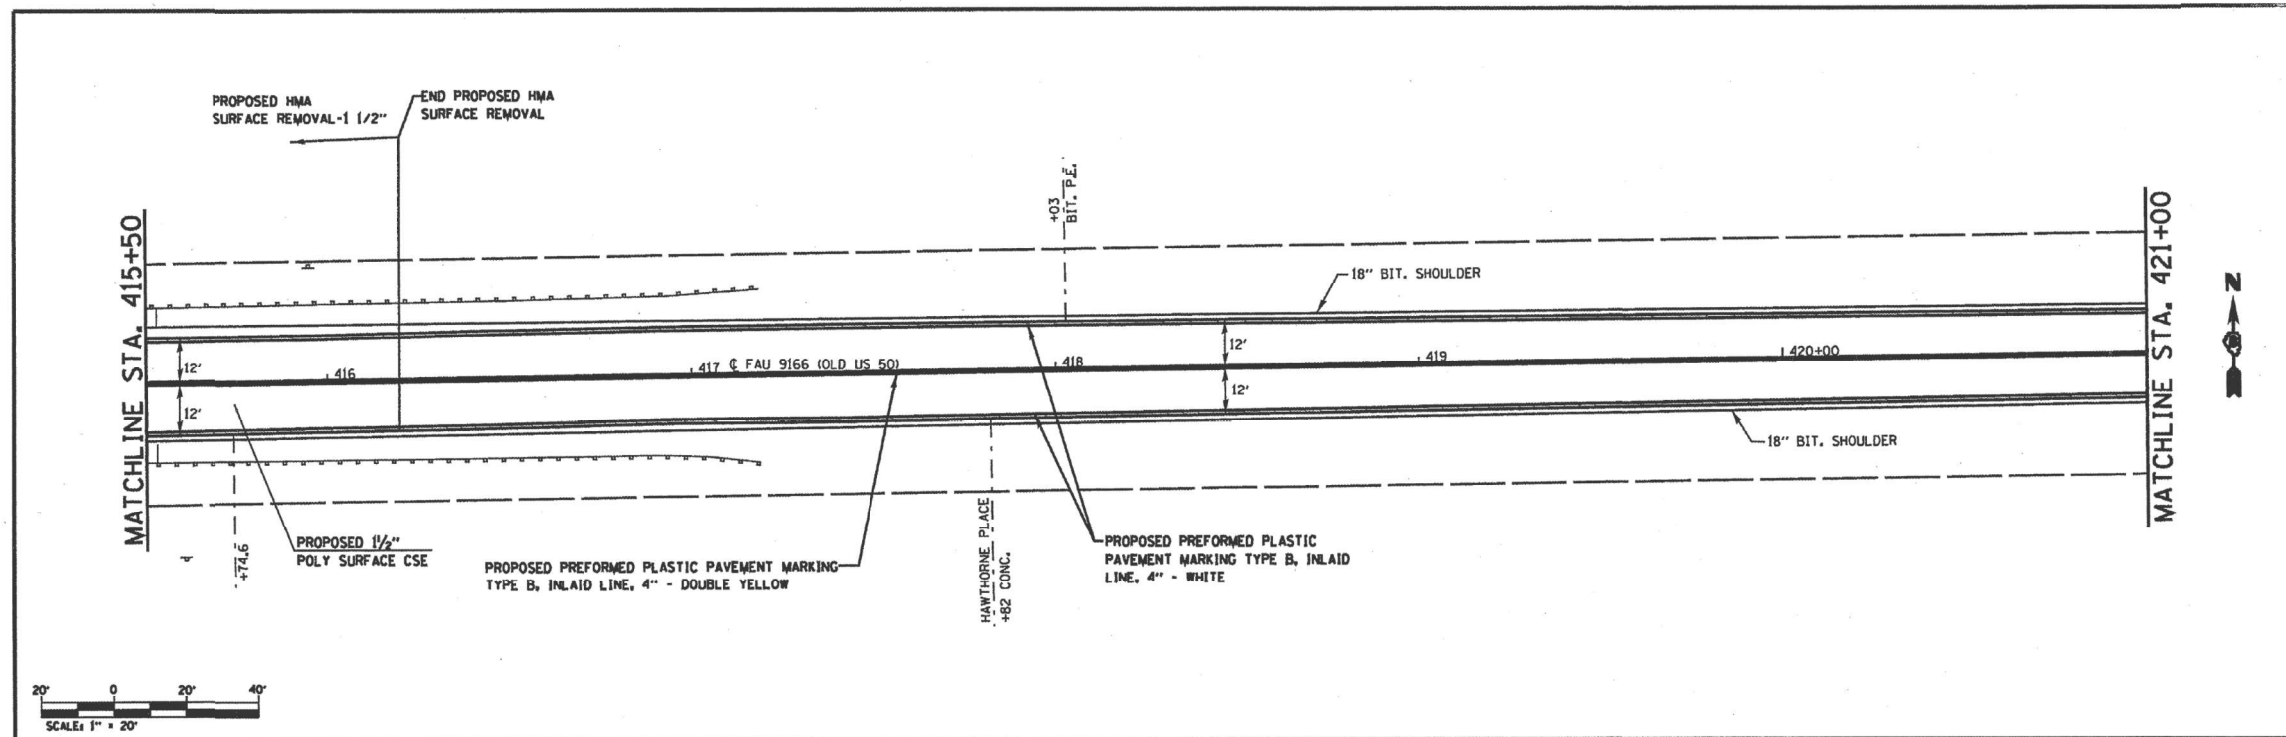 PROPOSED HMA
SURFACE REMOVAL-1 1/2"
END PROPOSED HMA
SURFACE REMOVAL
+03
BIT. P.E.
MATCHLINE STA. 415+50
MATCHLINE STA. 421+00
18" BIT. SHOULDER
N
12'
12'
416
417
℄ FAU 9166 (OLD US 50)
418
12'
12'
419
420+00
18" BIT. SHOULDER
PROPOSED 1½"
POLY SURFACE CSE
+74.6
PROPOSED PREFORMED PLASTIC PAVEMENT MARKING
TYPE B, INLAID LINE, 4" - DOUBLE YELLOW
HAWTHORNE PLACE
+82 CONC.
PROPOSED PREFORMED PLASTIC
PAVEMENT MARKING TYPE B, INLAID
LINE, 4" - WHITE
20' 0 20' 40'
SCALE: 1" = 20'